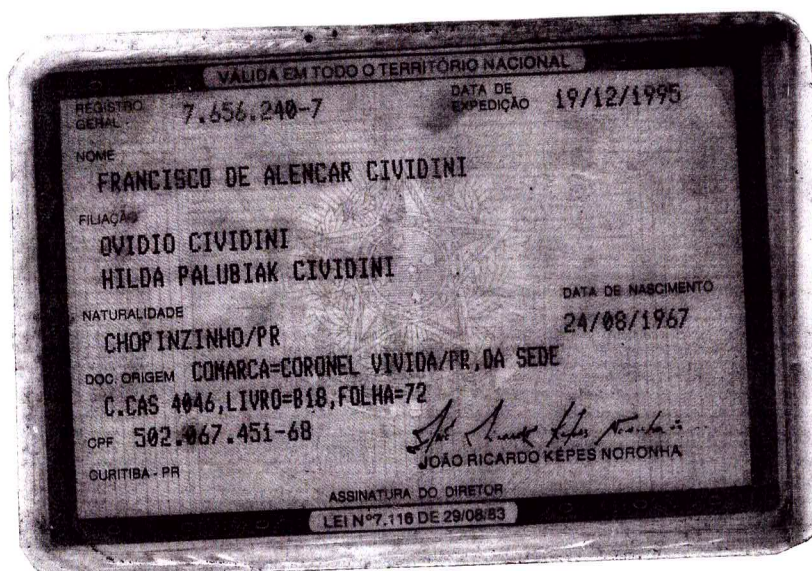 VÁLIDA EM TODO O TERRITÓRIO NACIONAL
REGISTRO GERAL 7.656.240-7 DATA DE EXPEDIÇÃO 19/12/1995
NOME
FRANCISCO DE ALENCAR CIVIDINI
FILIAÇÃO
OVIDIO CIVIDINI
HILDA PALUBIAK CIVIDINI
NATURALIDADE DATA DE NASCIMENTO
CHOPINZINHO/PR 24/08/1967
DOC. ORIGEM COMARCA=CORONEL VIVIDA/PR,DA SEDE
C.CAS 4046,LIVRO=B18,FOLHA=72
CPF 502.067.451-68
JOÃO RICARDO KÉPES NORONHA
CURITIBA - PR
ASSINATURA DO DIRETOR
LEI Nº 7.116 DE 29/08/83